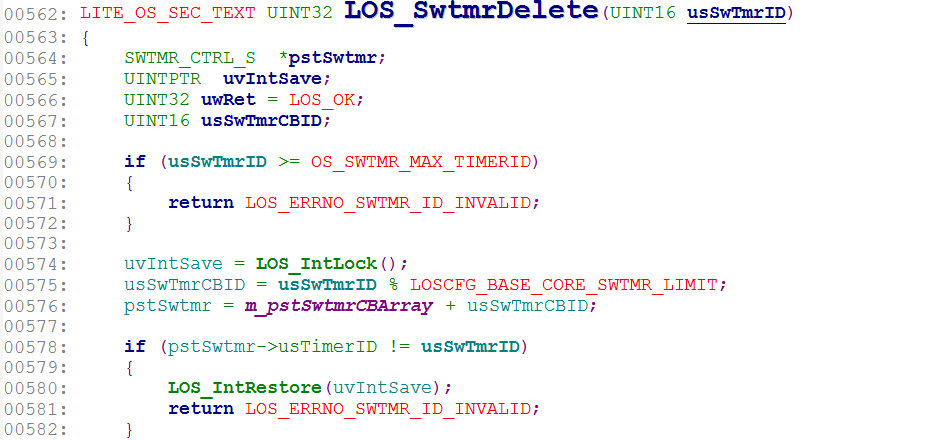 00562: LITE_OS_SEC_TEXT UINT32 LOS_SwtmrDelete(UINT16 usSwTmrID)
00563: {
00564:     SWTMR_CTRL_S  *pstSwtmr;
00565:     UINTPTR  uvIntSave;
00566:     UINT32 uwRet = LOS_OK;
00567:     UINT16 usSwTmrCBID;
00568:
00569:     if (usSwTmrID >= OS_SWTMR_MAX_TIMERID)
00570:     {
00571:         return LOS_ERRNO_SWTMR_ID_INVALID;
00572:     }
00573:
00574:     uvIntSave = LOS_IntLock();
00575:     usSwTmrCBID = usSwTmrID % LOSCFG_BASE_CORE_SWTMR_LIMIT;
00576:     pstSwtmr = m_pstSwtmrCBArray + usSwTmrCBID;
00577:
00578:     if (pstSwtmr->usTimerID != usSwTmrID)
00579:     {
00580:         LOS_IntRestore(uvIntSave);
00581:         return LOS_ERRNO_SWTMR_ID_INVALID;
00582:     }